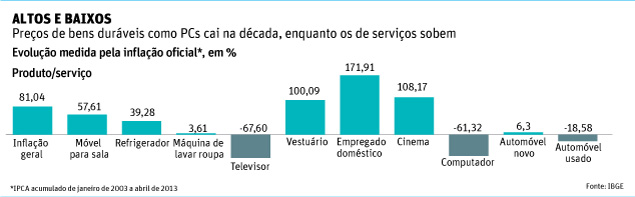 ALTOS E BAIXOS
Preços de bens duráveis como PCs cai na década, enquanto os de serviços sobem
Evolução medida pela inflação oficial*, em %
Produto/serviço
81,04
57,61
39,28
3,61
-67,60
100,09
171,91
108,17
-61,32
6,3
-18,58
Inflação
geral
Móvel
para sala
Refrigerador
Máquina de
lavar roupa
Televisor
Vestuário
Empregado
doméstico
Cinema
Computador
Automóvel
novo
Automóvel
usado
*IPCA acumulado de janeiro de 2003 a abril de 2013
Fonte: IBGE